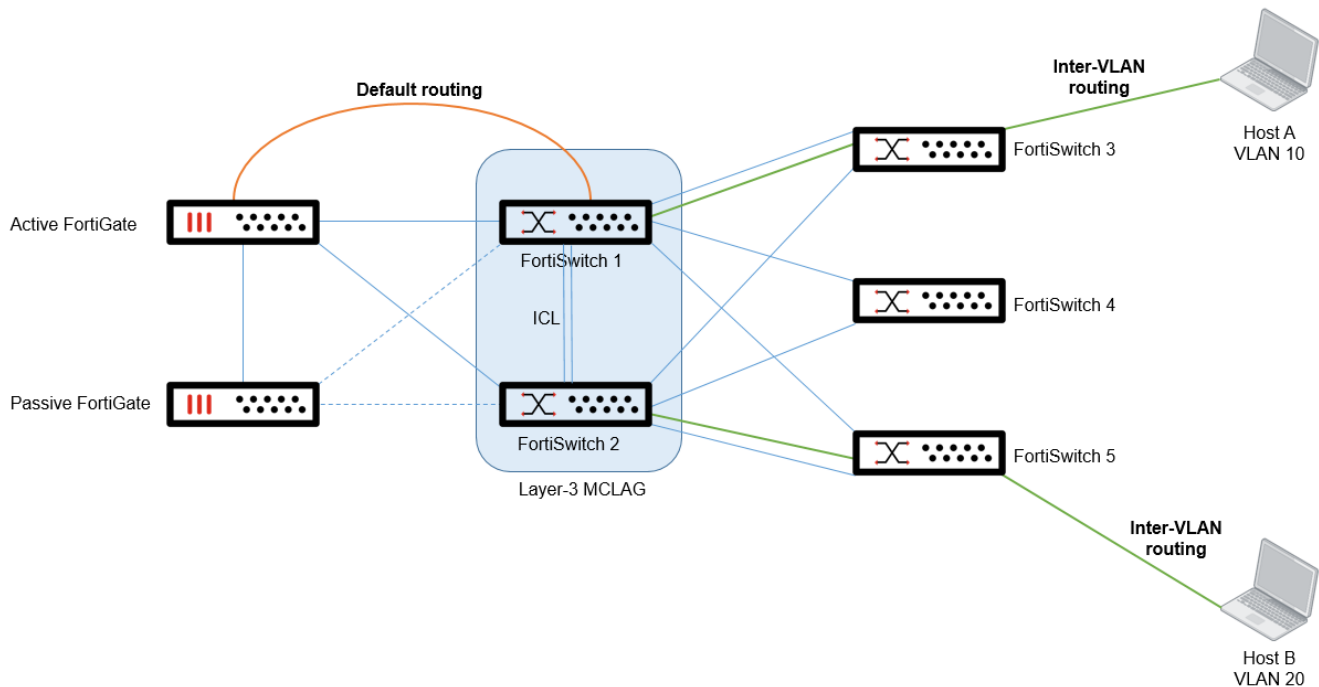 Default routing
Inter-VLAN
routing
Host A
VLAN 10
FortiSwitch 3
Active FortiGate
FortiSwitch 1
FortiSwitch 4
ICL
Passive FortiGate
FortiSwitch 2
FortiSwitch 5
Layer-3 MCLAG
Inter-VLAN
routing
Host B
VLAN 20